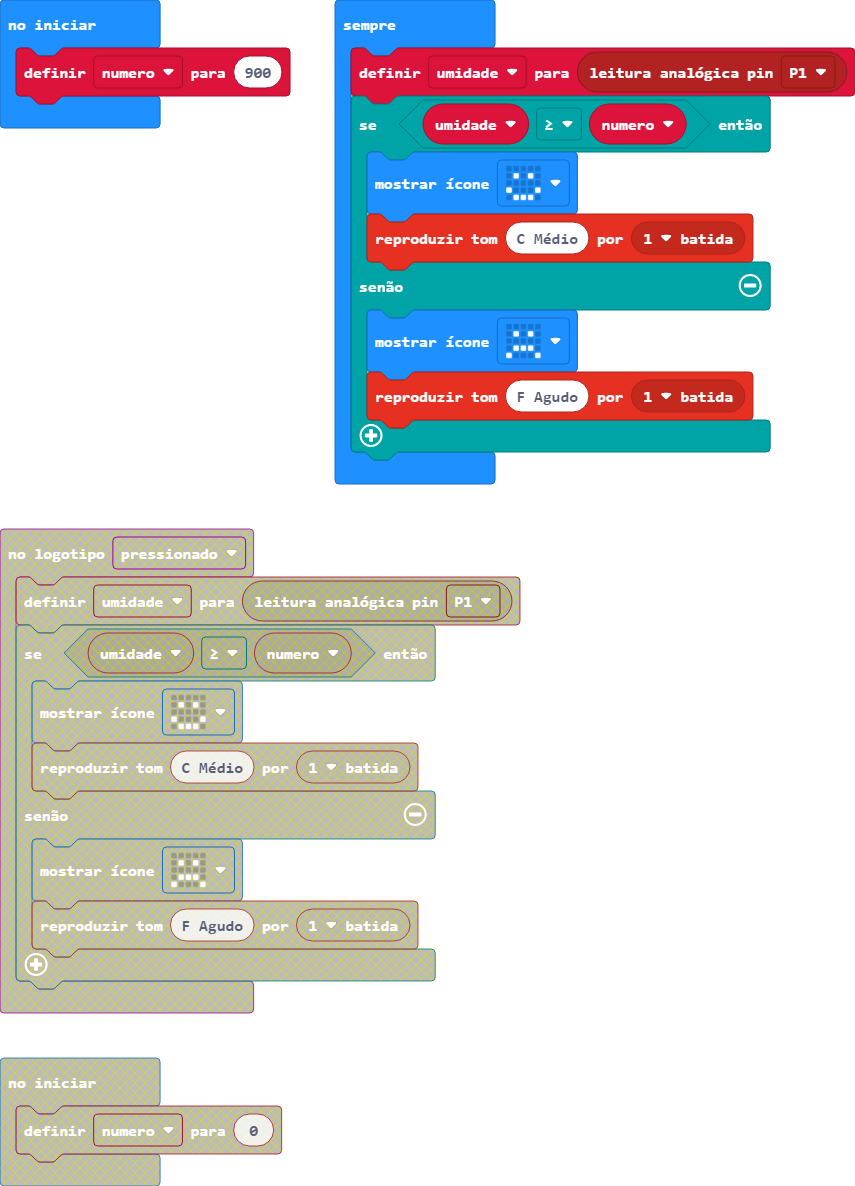 no iniciar
definir numero para 900
sempre
definir umidade para leitura analógica pin P1
se umidade ≥ numero então
mostrar ícone
reproduzir tom C Médio por 1 batida
senão
mostrar ícone
reproduzir tom F Agudo por 1 batida
no logotipo pressionado
definir umidade para leitura analógica pin P1
se umidade ≥ numero então
mostrar ícone
reproduzir tom C Médio por 1 batida
senão
mostrar ícone
reproduzir tom F Agudo por 1 batida
no iniciar
definir numero para 0